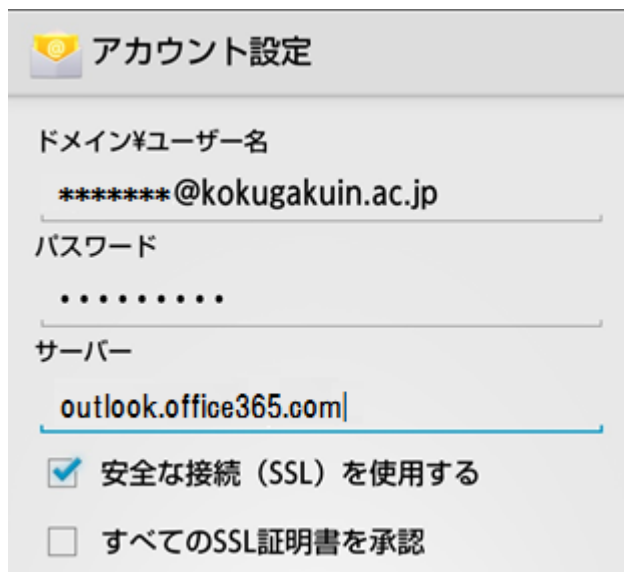 アカウント設定
ドメイン¥ユーザー名
*******@kokugakuin.ac.jp
パスワード
•••••••••
サーバー
outlook.office365.com
安全な接続（SSL）を使用する
すべてのSSL証明書を承認